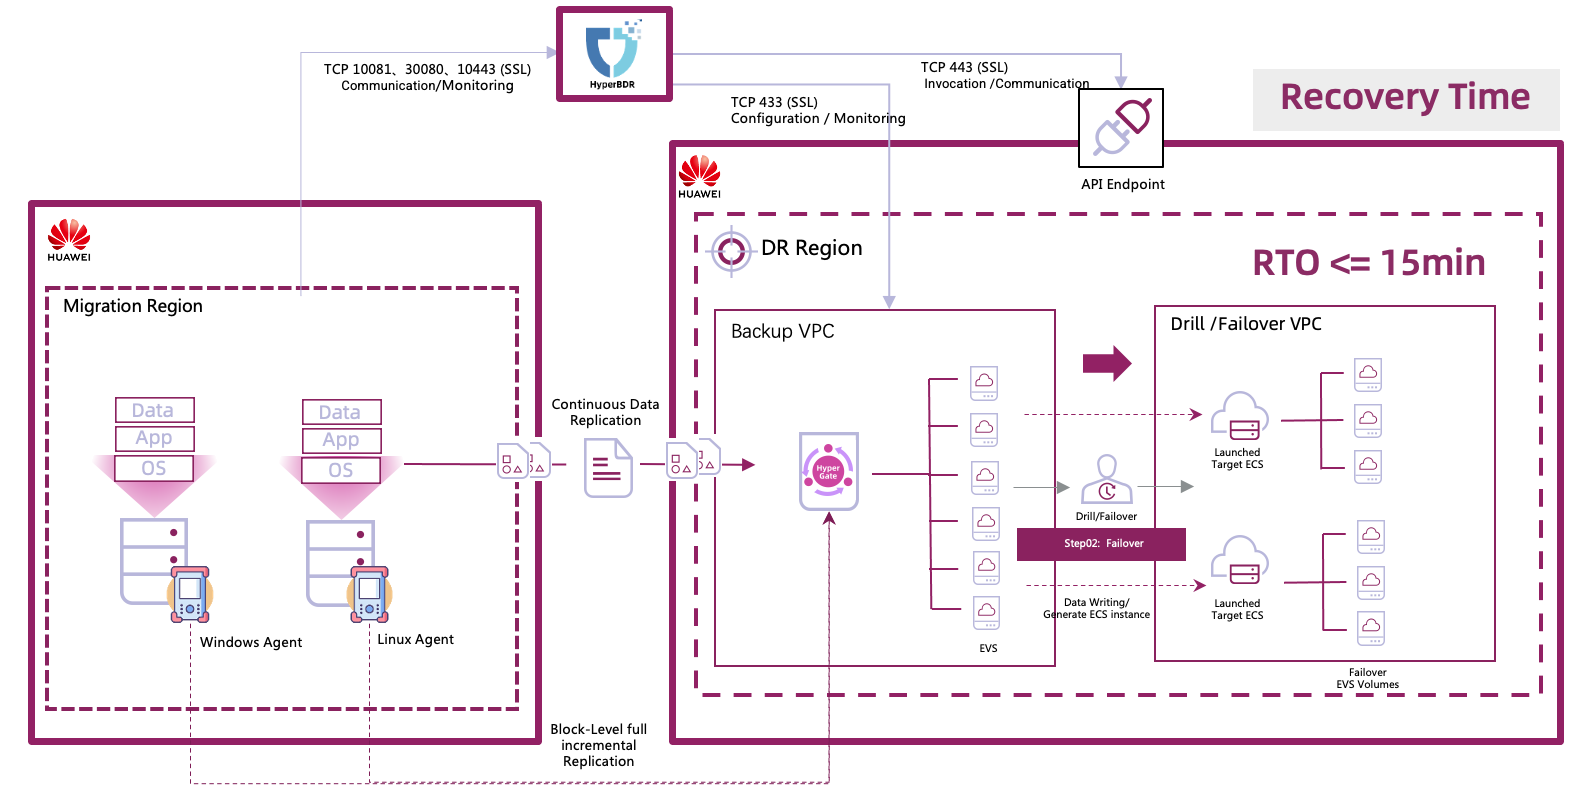 HyperBDR
TCP 10081、30080、10443 (SSL)
Communication/Monitoring
TCP 443 (SSL)
Invocation /Communication
TCP 433 (SSL)
Configuration / Monitoring
Recovery Time
API Endpoint
HUAWEI
HUAWEI
DR Region
RTO <= 15min
Migration Region
Backup VPC
Drill /Failover VPC
Data
App
OS
Data
App
OS
Continuous Data
Replication
Hyper
Gate
Launched
Target ECS
Drill/Failover
Step02: Failover
Data Writing/
Generate ECS instance
Launched
Target ECS
Windows Agent
Linux Agent
EVS
Failover
EVS Volumes
Block-Level full
incremental
Replication